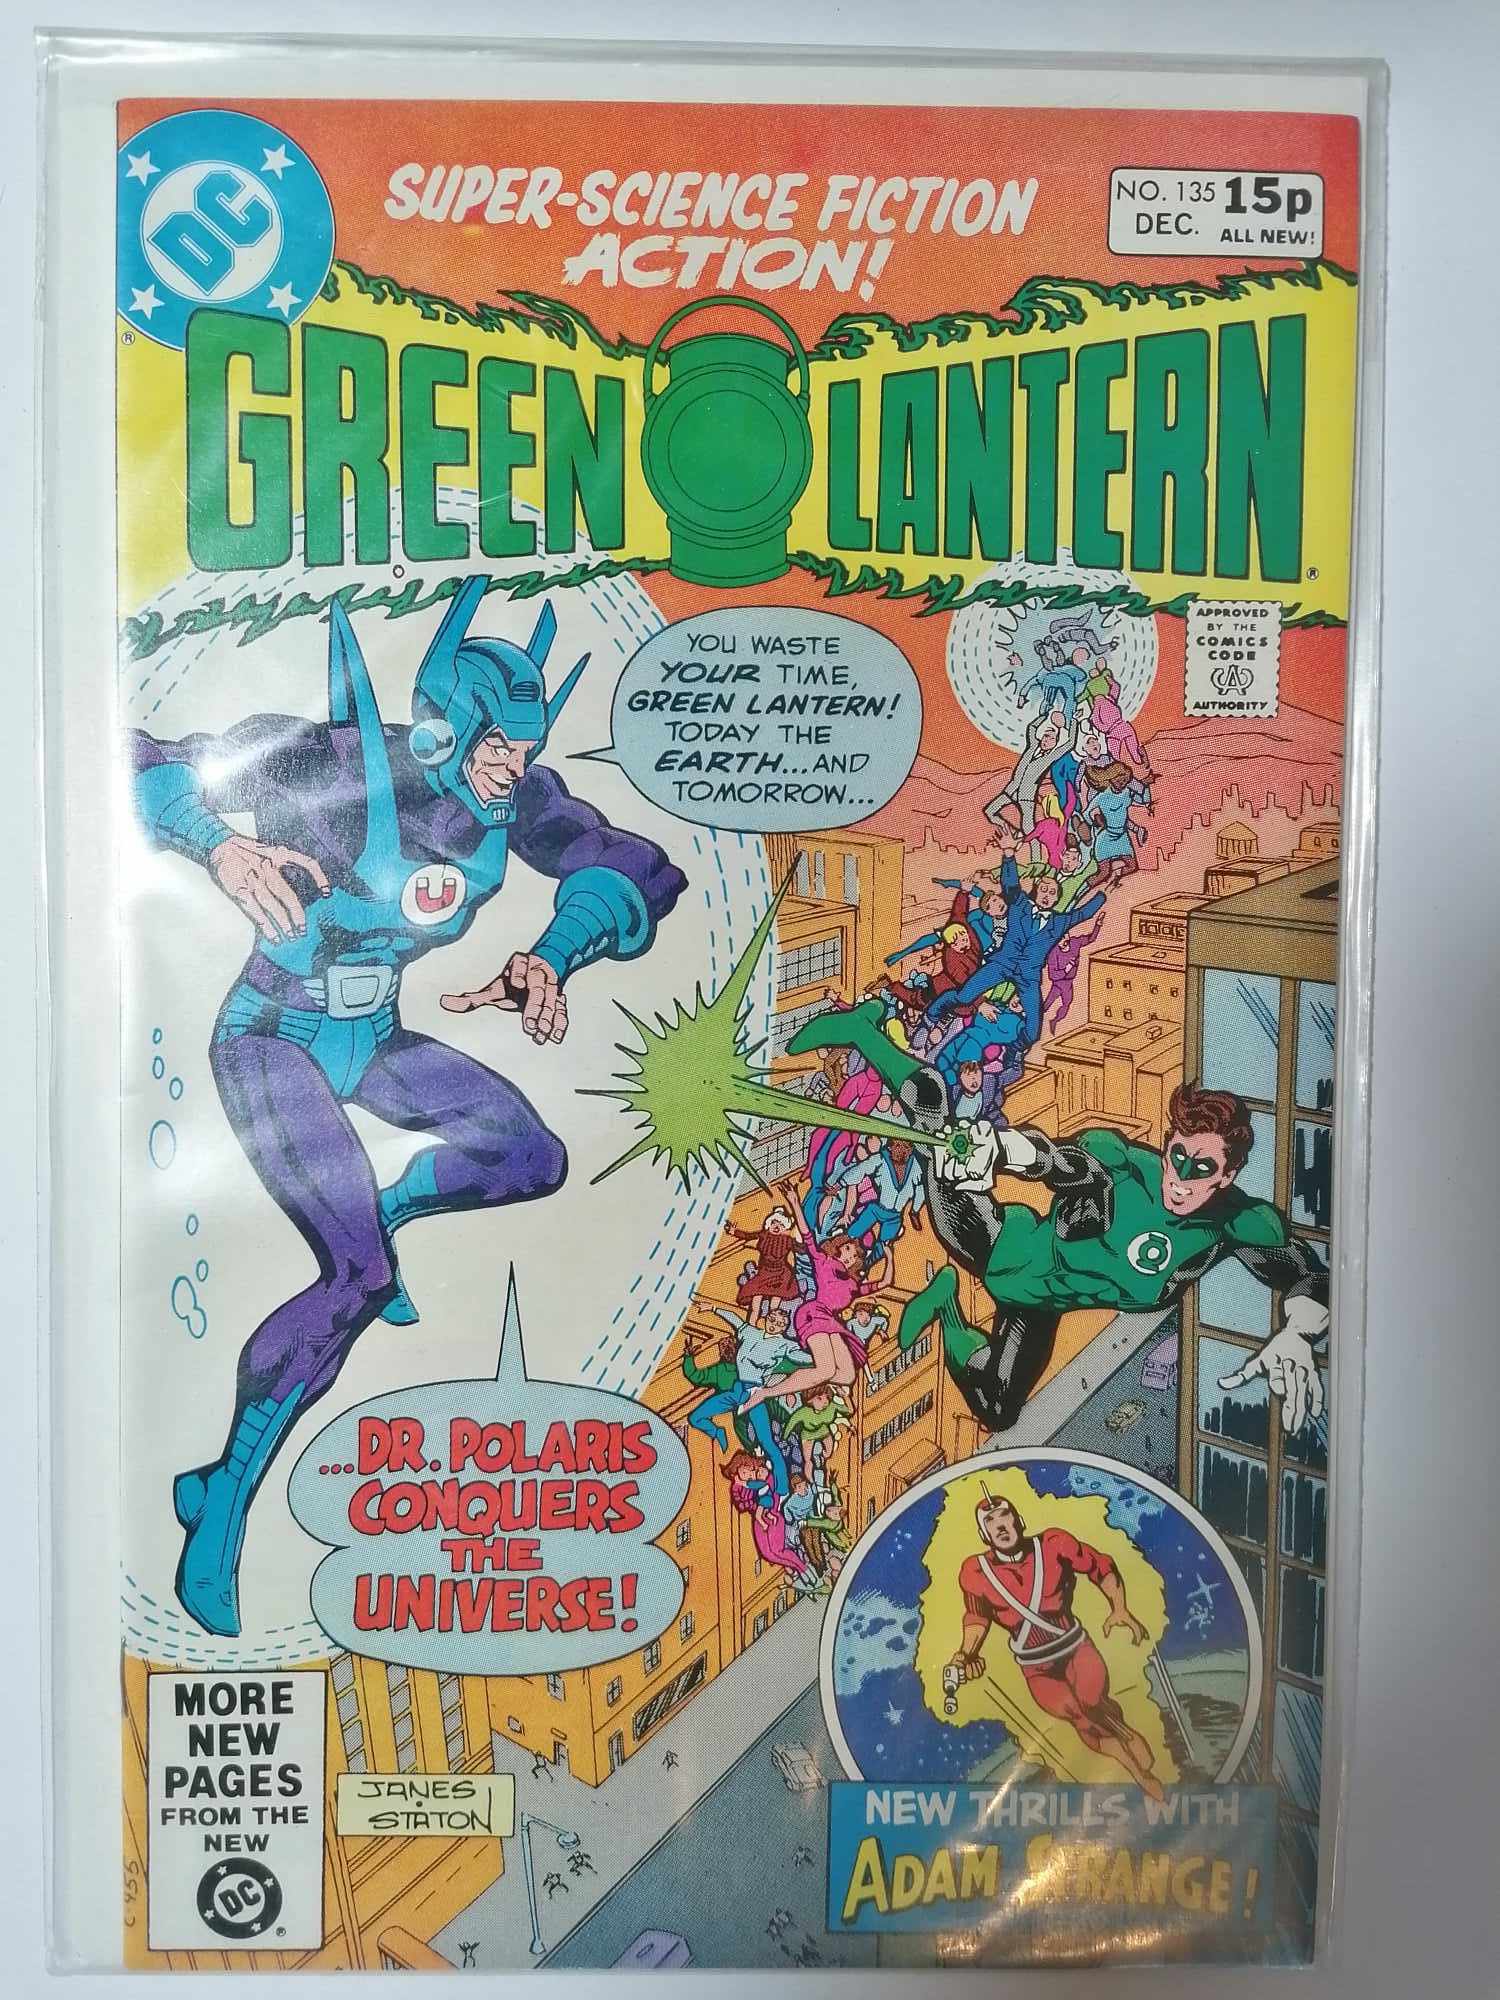 DC
SUPER-SCIENCE FICTION
ACTION!
NO. 135 15p
DEC. ALL NEW!
®
GREEN LANTERN
®
APPROVED
BY THE
COMICS
CODE
CA
AUTHORITY
YOU WASTE
YOUR TIME,
GREEN LANTERN!
TODAY THE
EARTH...AND
TOMORROW...
...DR. POLARIS
CONQUERS
THE
UNIVERSE!
MORE
NEW
PAGES
FROM THE
NEW
DC
®
JANES
STATON
C-455
NEW THRILLS WITH
ADAM STRANGE!